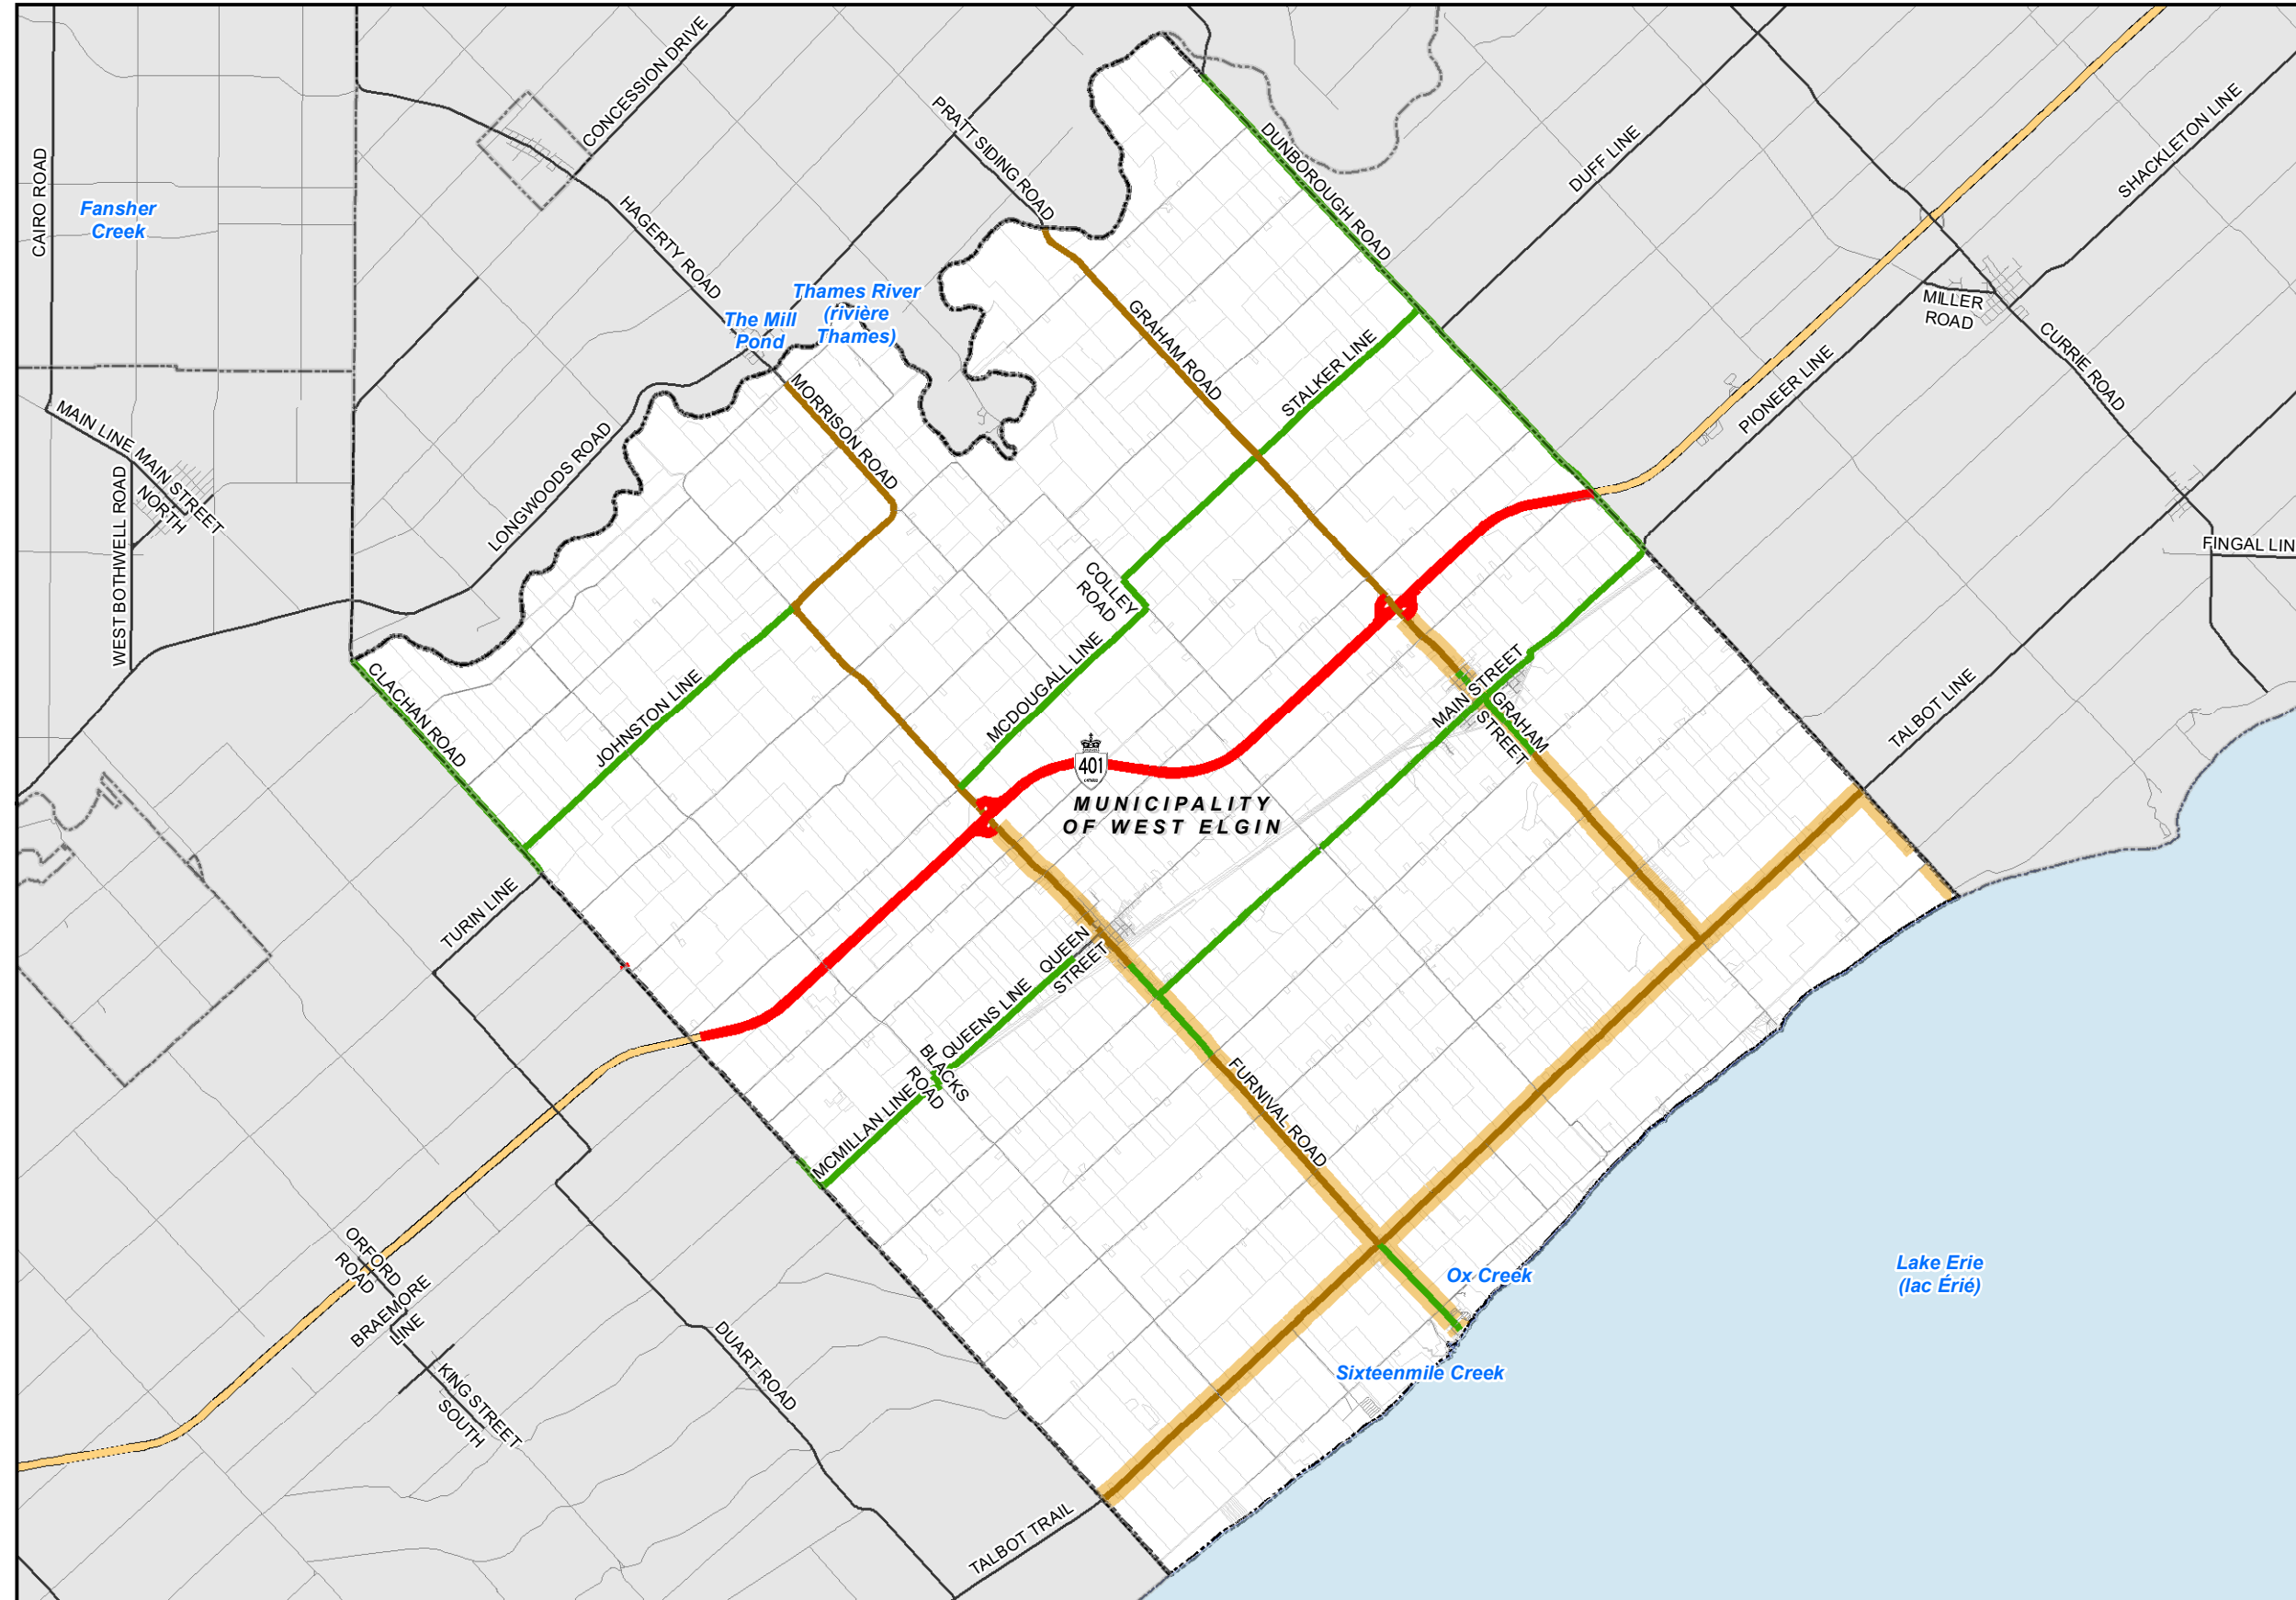 CONCESSION DRIVE
CAIRO ROAD
Fansher
Creek
HAGERTY ROAD
PRATT SIDING ROAD
DUNBOROUGH ROAD
DUFF LINE
SHACKLETON LINE
The Mill
Pond
Thames River
(rivière
Thames)
GRAHAM ROAD
STALKER LINE
MILLER
ROAD
PIONEER LINE
CURRIE ROAD
MAIN LINE
MAIN STREET
NORTH
WEST BOTHWELL ROAD
LONGWOODS ROAD
MORRISON ROAD
FINGAL LIN
COLLEY
ROAD
CLACHAN ROAD
JOHNSTON LINE
MCDOUGALL LINE
MAIN STREET
GRAHAM
STREET
TALBOT LINE
401
MUNICIPALITY
OF WEST ELGIN
TURIN LINE
QUEEN
STREET
QUEENS LINE
BLACKS
ROAD
MCMILLAN LINE
FURNIVAL ROAD
ORFORD
ROAD
BRAEMORE
LINE
KING STREET
SOUTH
DUART ROAD
Ox Creek
Lake Erie
(lac Érié)
Sixteenmile Creek
TALBOT TRAIL